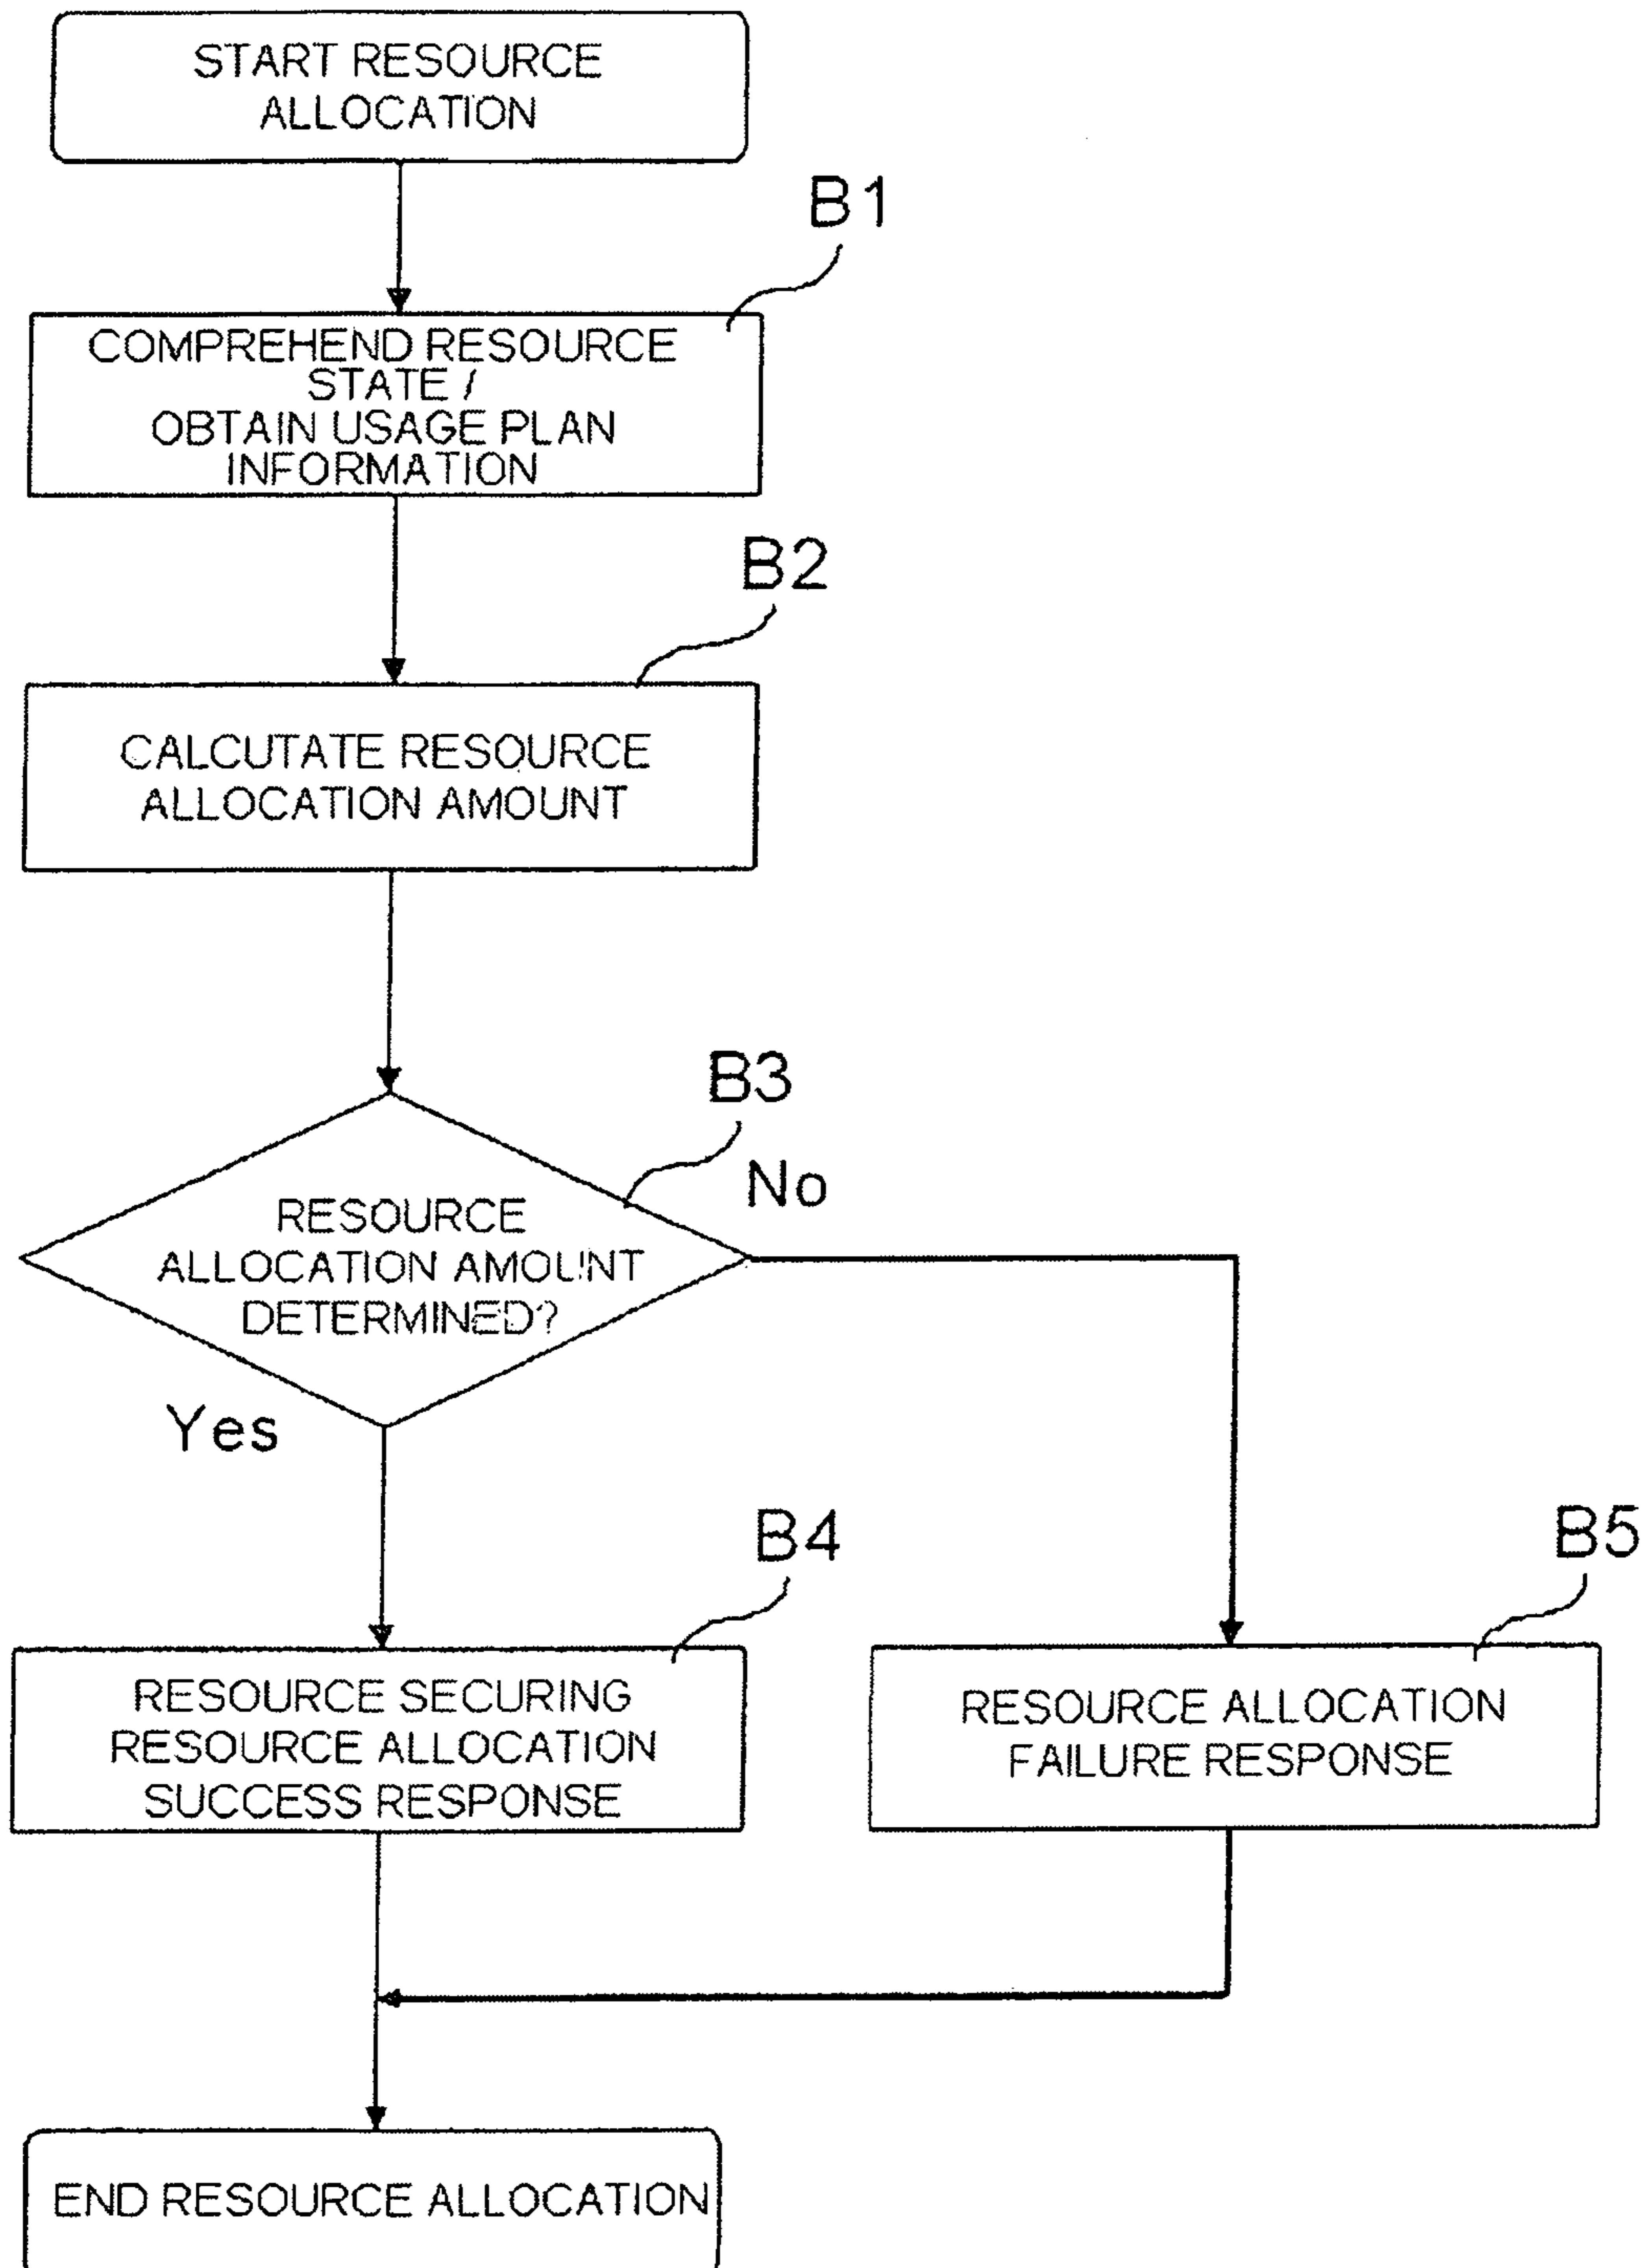 START RESOURCE
ALLOCATION
B1
COMPREHEND RESOURCE
STATE /
OBTAIN USAGE PLAN
INFORMATION
B2
CALCUTATE RESOURCE
ALLOCATION AMOUNT
B3
No
RESOURCE
ALLOCATION AMOUNT
DETERMINED?
Yes
B4
B5
RESOURCE SECURING
RESOURCE ALLOCATION
SUCCESS RESPONSE
RESOURCE ALLOCATION
FAILURE RESPONSE
END RESOURCE ALLOCATION